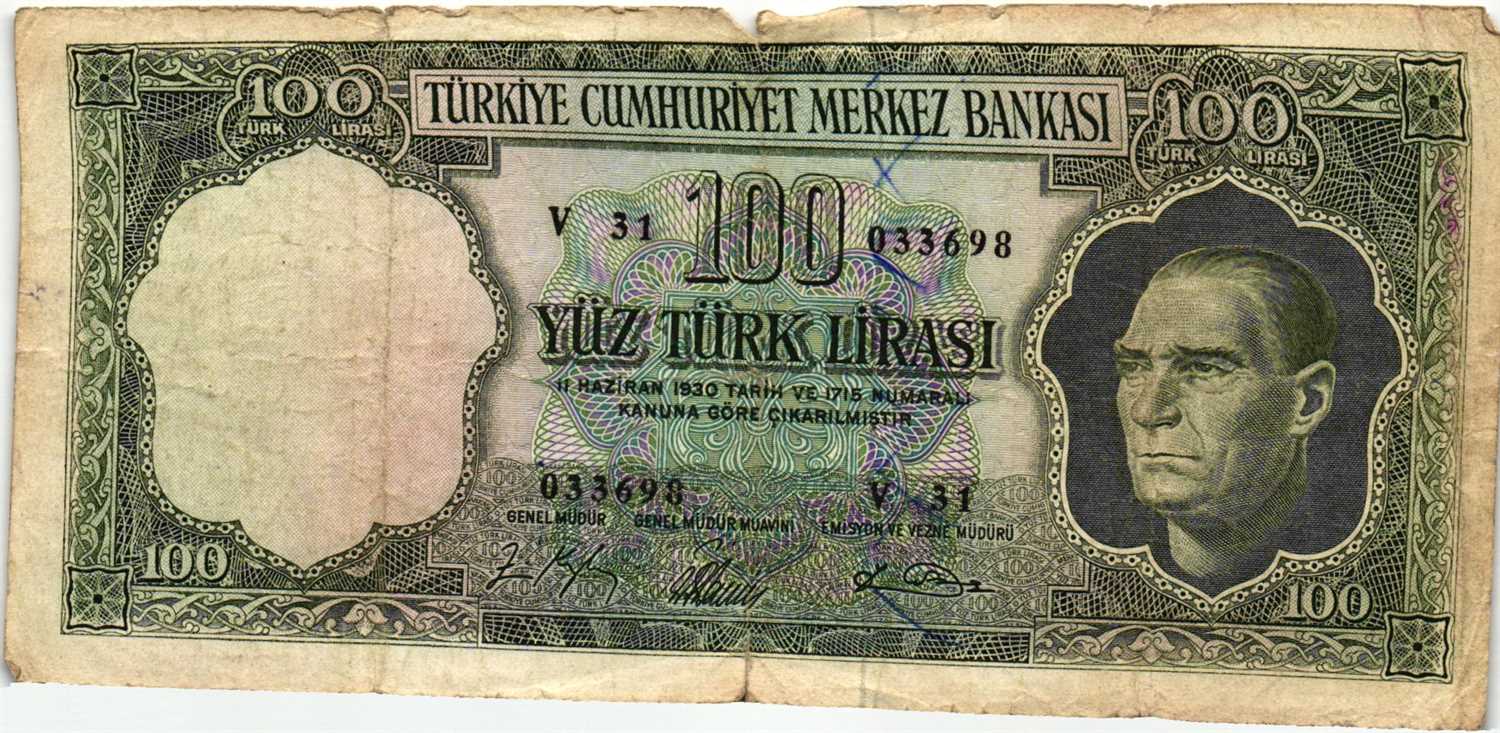 100
TÜRK LİRASI
TÜRKİYE CUMHURİYET MERKEZ BANKASI
100
TÜRK LİRASI
100
V 31
033698
YÜZ TÜRK LİRASI
11 HAZİRAN 1930 TARİH VE 1715 NUMARALI
KANUNA GÖRE ÇIKARILMIŞTIR
033698
V 31
GENEL MÜDÜR
GENEL MÜDÜR MUAVİNİ
EMİSYON VE VEZNE MÜDÜRÜ
100
100